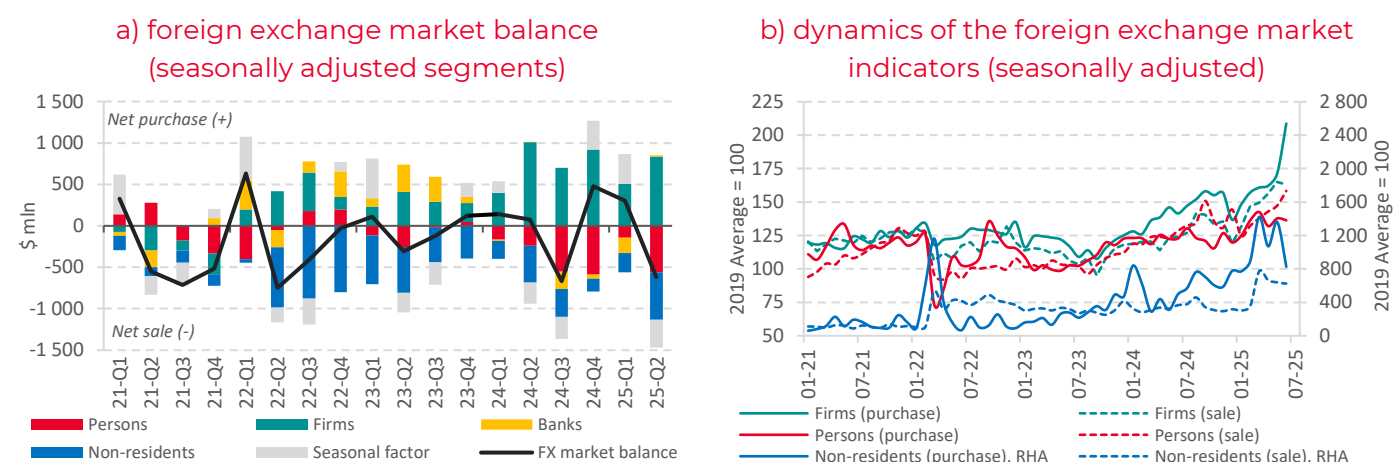 a) foreign exchange market balance
(seasonally adjusted segments)
1 500
1 000
500
0
-500
-1 000
-1 500
$ mln
Net purchase (+)
Net sale (-)
21-Q1
21-Q2
21-Q3
21-Q4
22-Q1
22-Q2
22-Q3
22-Q4
23-Q1
23-Q2
23-Q3
23-Q4
24-Q1
24-Q2
24-Q3
24-Q4
25-Q1
25-Q2
Persons
Firms
Banks
Non-residents
Seasonal factor
FX market balance
b) dynamics of the foreign exchange market
indicators (seasonally adjusted)
225
200
175
150
125
100
75
50
2019 Average = 100
2 800
2 400
2 000
1 600
1 200
800
400
0
2019 Average = 100
01-21
07-21
01-22
07-22
01-23
07-23
01-24
07-24
01-25
07-25
Firms (purchase)
Firms (sale)
Persons (purchase)
Persons (sale)
Non-residents (purchase), RHA
Non-residents (sale), RHA